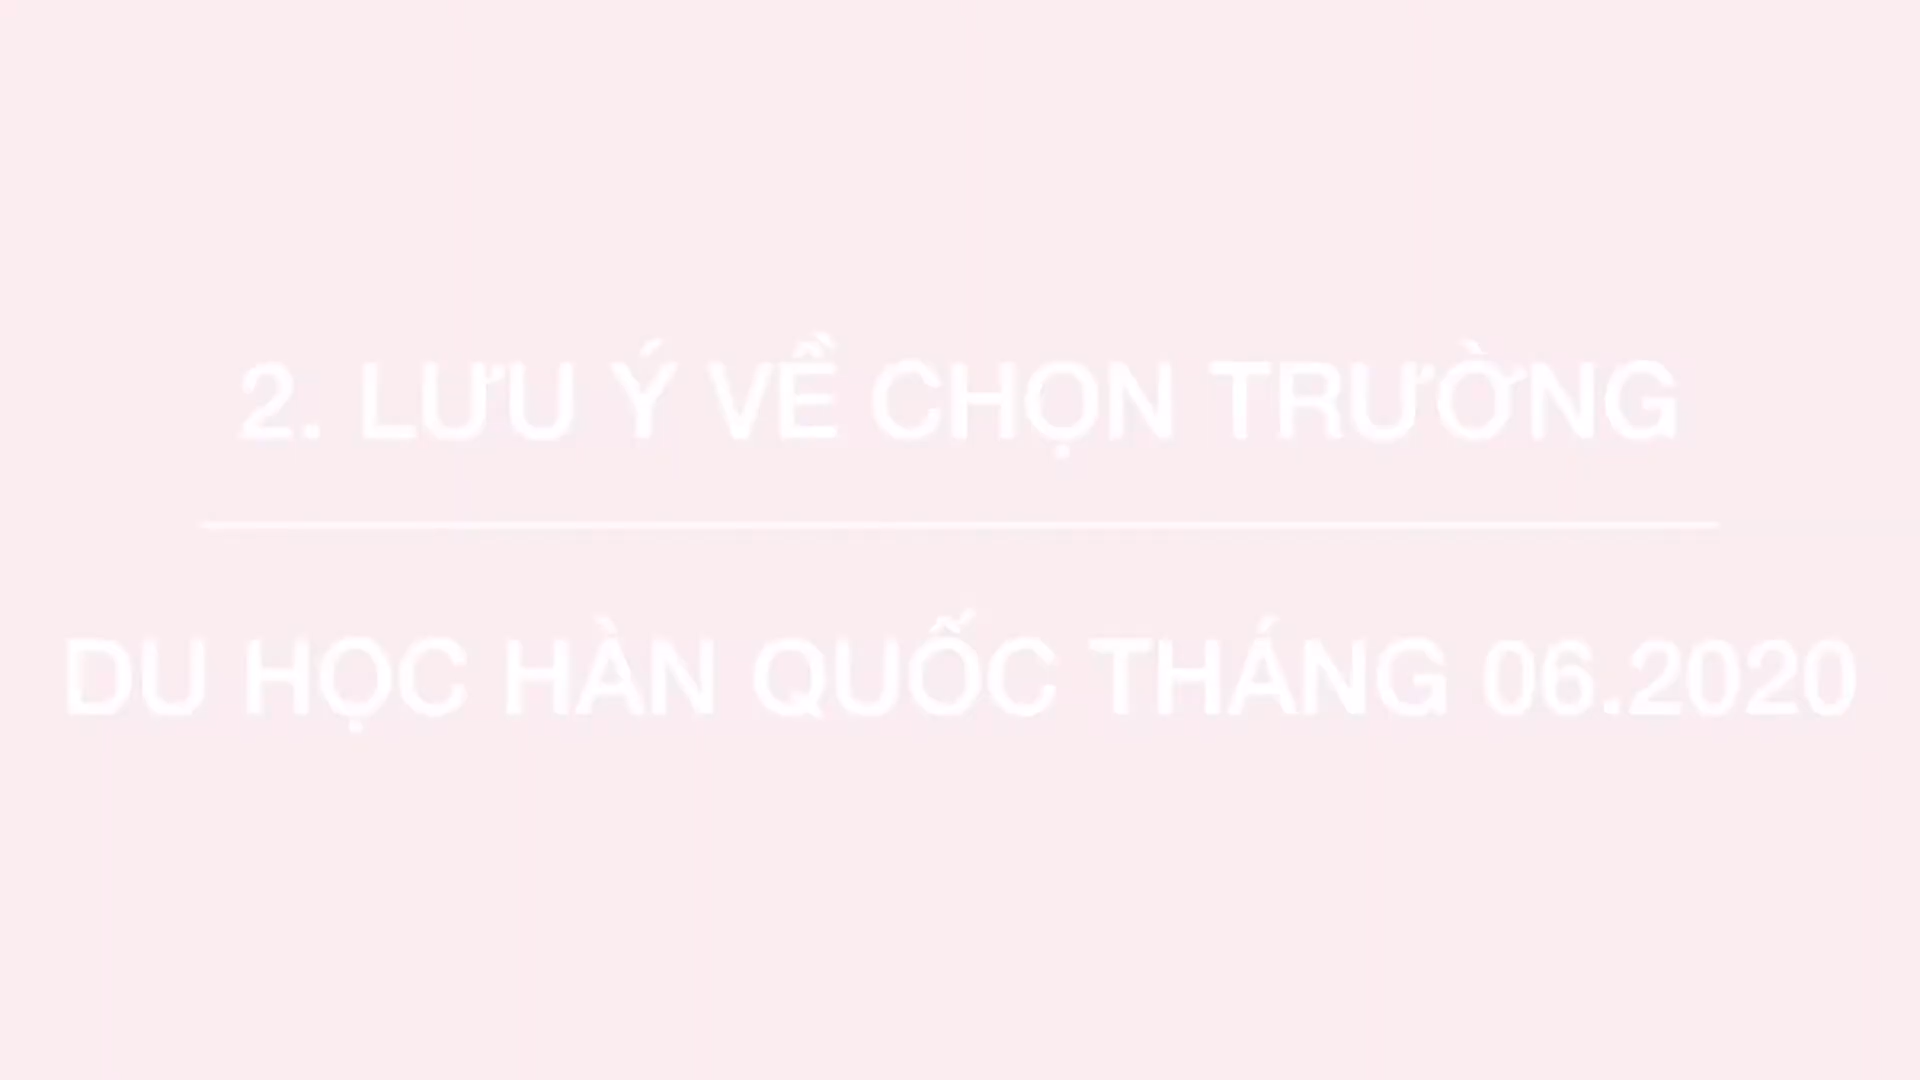 2. LƯU Ý VỀ CHỌN TRƯỜNG
DU HỌC HÀN QUỐC THÁNG 06.2020